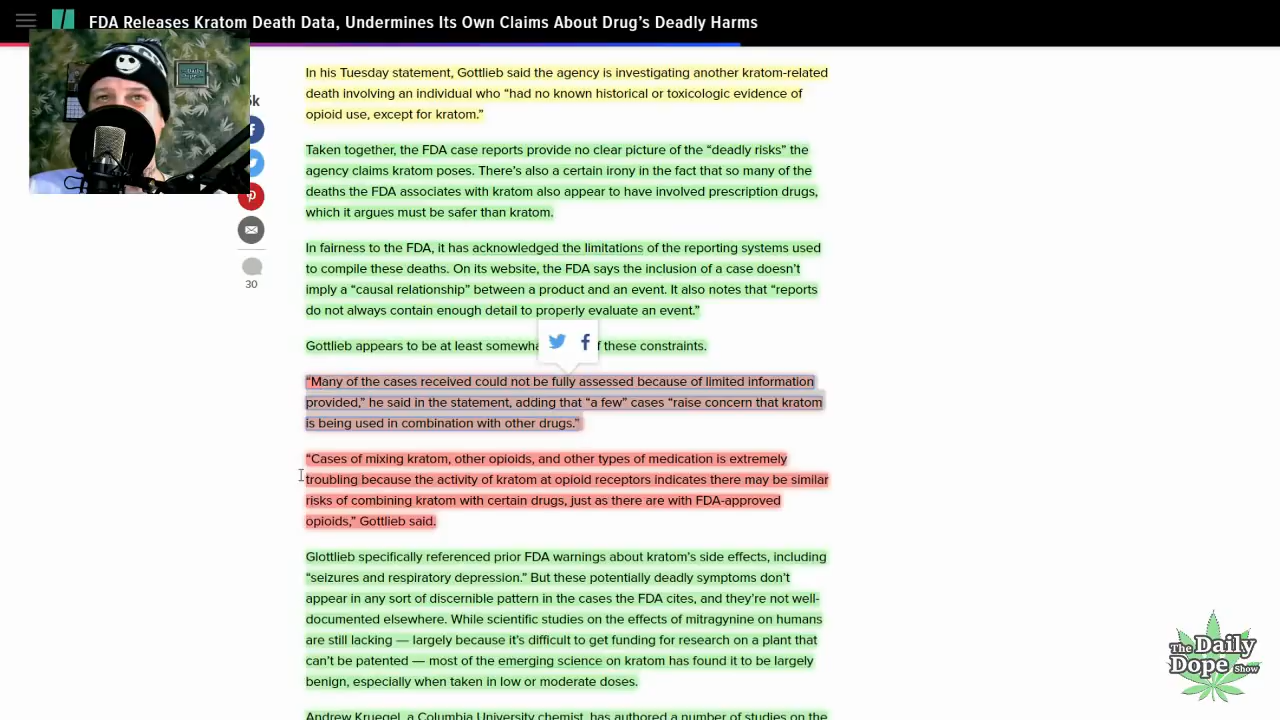 FDA Releases Kratom Death Data, Undermines Its Own Claims About Drug's Deadly Harms
In his Tuesday statement, Gottlieb said the agency is investigating another kratom-related
death involving an individual who “had no known historical or toxicologic evidence of
opioid use, except for kratom.”
Taken together, the FDA case reports provide no clear picture of the “deadly risks” the
agency claims kratom poses. There’s also a certain irony in the fact that so many of the
deaths the FDA associates with kratom also appear to have involved prescription drugs,
which it argues must be safer than kratom.
In fairness to the FDA, it has acknowledged the limitations of the reporting systems used
to compile these deaths. On its website, the FDA says the inclusion of a case doesn’t
imply a “causal relationship” between a product and an event. It also notes that “reports
do not always contain enough detail to properly evaluate an event.”
30
Gottlieb appears to be at least somewha f these constraints.
“Many of the cases received could not be fully assessed because of limited information
provided,” he said in the statement, adding that “a few” cases “raise concern that kratom
is being used in combination with other drugs.”
“Cases of mixing kratom, other opioids, and other types of medication is extremely
troubling because the activity of kratom at opioid receptors indicates there may be similar
risks of combining kratom with certain drugs, just as there are with FDA-approved
opioids,” Gottlieb said.
Glottlieb specifically referenced prior FDA warnings about kratom’s side effects, including
“seizures and respiratory depression.” But these potentially deadly symptoms don’t
appear in any sort of discernible pattern in the cases the FDA cites, and they’re not well-
documented elsewhere. While scientific studies on the effects of mitragynine on humans
are still lacking — largely because it’s difficult to get funding for research on a plant that
can’t be patented — most of the emerging science on kratom has found it to be largely
benign, especially when taken in low or moderate doses.
Andrew Kruegel, a Columbia University chemist, has authored a number of studies on the
The Daily
Dope Show